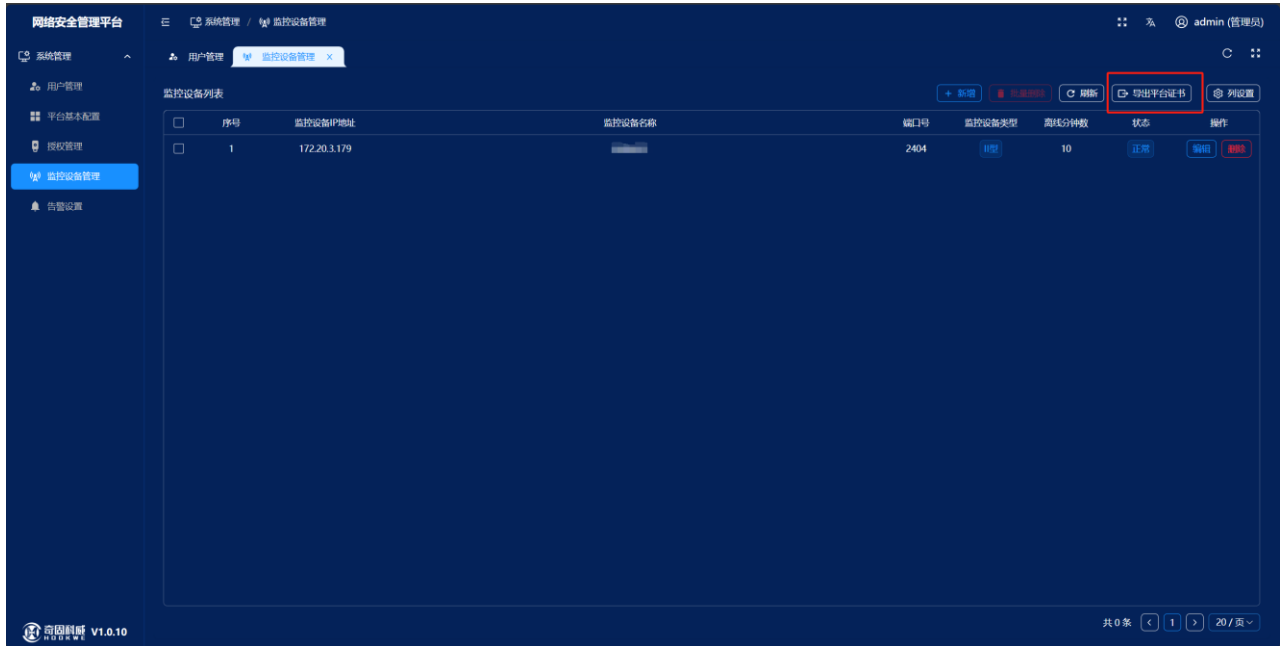 网络安全管理平台
系统管理 / 监控设备管理
admin (管理员)
系统管理
用户管理
监控设备管理 ×
用户管理
平台基本配置
授权管理
监控设备管理
告警设置
监控设备列表
+ 新增
批量删除
刷新
导出平台证书
列设置
序号 监控设备IP地址 监控设备名称 端口号 监控设备类型 离线分钟数 状态 操作
1 172.20.3.179 2404 II型 10 正常 编辑 删除
共 0 条 < 1 > 20 / 页
HOOKWE V1.0.10